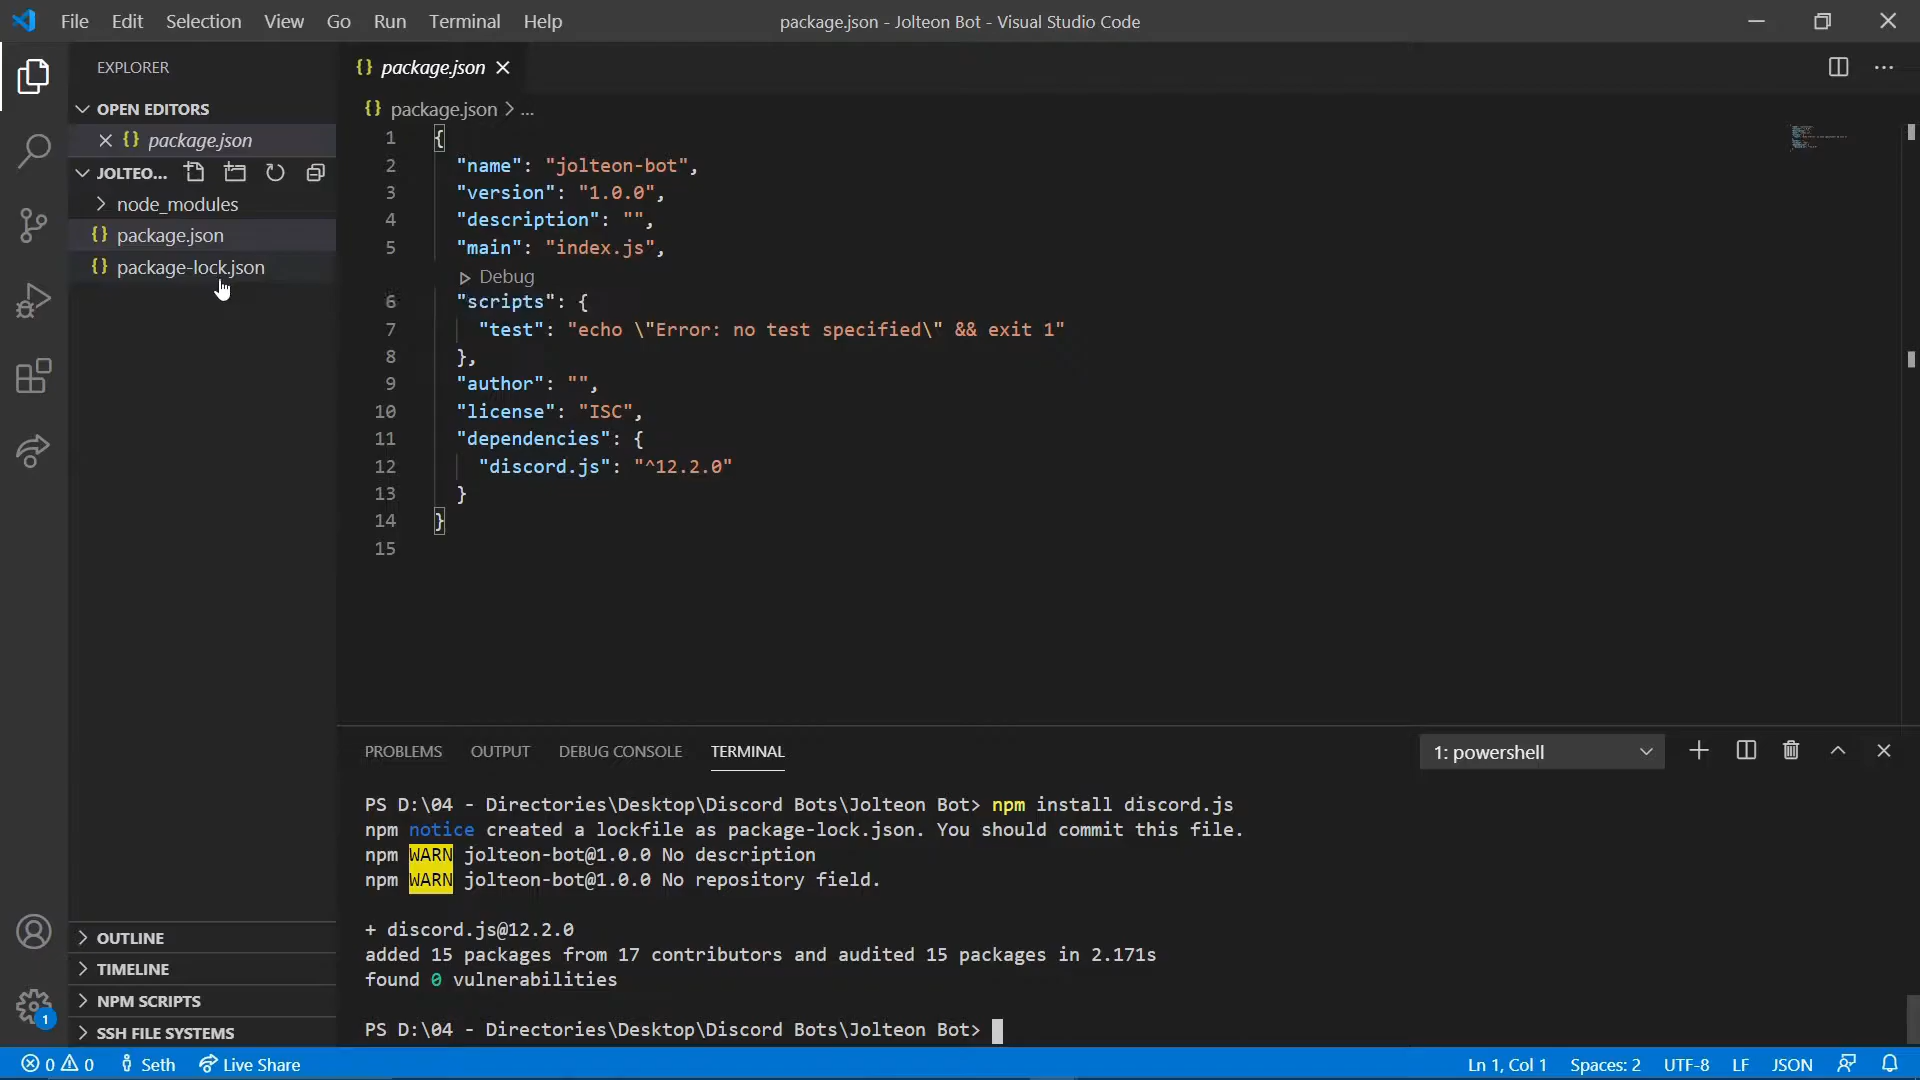 File Edit Selection View Go Run Terminal Help
package.json - Jolteon Bot - Visual Studio Code
EXPLORER
OPEN EDITORS
package.json
JOLTEO...
node_modules
package.json
package-lock.json
OUTLINE
TIMELINE
NPM SCRIPTS
SSH FILE SYSTEMS
1
{} package.json
{} package.json > ...
1 {
2 "name": "jolteon-bot",
3 "version": "1.0.0",
4 "description": "",
5 "main": "index.js",
Debug
6 "scripts": {
7 "test": "echo \"Error: no test specified\" && exit 1"
8 },
9 "author": "",
10 "license": "ISC",
11 "dependencies": {
12 "discord.js": "^12.2.0"
13 }
14 }
15
PROBLEMS OUTPUT DEBUG CONSOLE TERMINAL
1: powershell
PS D:\04 - Directories\Desktop\Discord Bots\Jolteon Bot> npm install discord.js
npm notice created a lockfile as package-lock.json. You should commit this file.
npm WARN jolteon-bot@1.0.0 No description
npm WARN jolteon-bot@1.0.0 No repository field.
+ discord.js@12.2.0
added 15 packages from 17 contributors and audited 15 packages in 2.171s
found 0 vulnerabilities
PS D:\04 - Directories\Desktop\Discord Bots\Jolteon Bot>
0 0 Seth Live Share Ln 1, Col 1 Spaces: 2 UTF-8 LF JSON